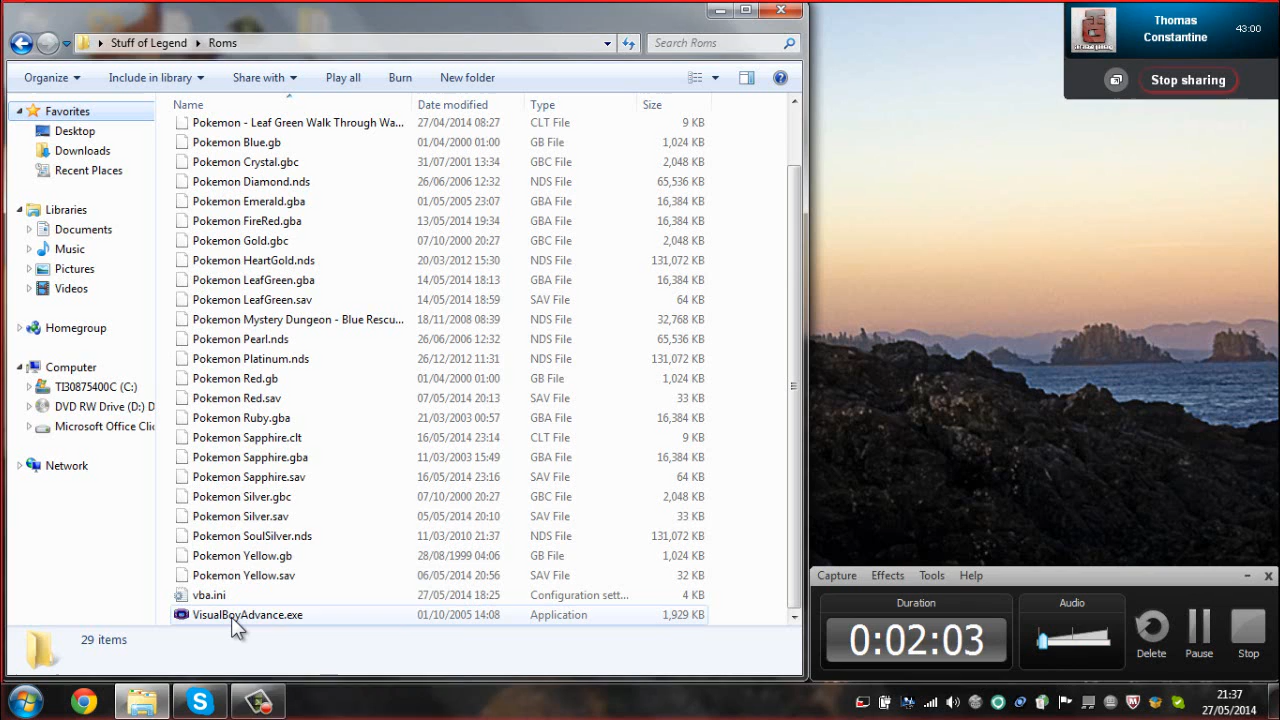 Stuff of Legend Roms
Search Roms
Organize Include in library Share with Play all Burn New folder
Name Date modified Type Size
Pokemon - Leaf Green Walk Through Wa... 27/04/2014 08:27 CLT File 9 KB
Pokemon Blue.gb 01/04/2000 01:00 GB File 1,024 KB
Pokemon Crystal.gbc 31/07/2001 13:34 GBC File 2,048 KB
Pokemon Diamond.nds 26/06/2006 12:32 NDS File 65,536 KB
Pokemon Emerald.gba 01/05/2005 23:07 GBA File 16,384 KB
Pokemon FireRed.gba 13/05/2014 19:34 GBA File 16,384 KB
Pokemon Gold.gbc 07/10/2000 20:27 GBC File 2,048 KB
Pokemon HeartGold.nds 20/03/2012 15:30 NDS File 131,072 KB
Pokemon LeafGreen.gba 14/05/2014 18:13 GBA File 16,384 KB
Pokemon LeafGreen.sav 14/05/2014 18:59 SAV File 64 KB
Pokemon Mystery Dungeon - Blue Rescu... 18/11/2008 08:39 NDS File 32,768 KB
Pokemon Pearl.nds 26/06/2006 12:32 NDS File 65,536 KB
Pokemon Platinum.nds 26/12/2012 11:31 NDS File 131,072 KB
Pokemon Red.gb 01/04/2000 01:00 GB File 1,024 KB
Pokemon Red.sav 07/05/2014 20:13 SAV File 33 KB
Pokemon Ruby.gba 21/03/2003 00:57 GBA File 16,384 KB
Pokemon Sapphire.clt 16/05/2014 23:14 CLT File 9 KB
Pokemon Sapphire.gba 11/03/2003 15:49 GBA File 16,384 KB
Pokemon Sapphire.sav 16/05/2014 23:16 SAV File 64 KB
Pokemon Silver.gbc 07/10/2000 20:27 GBC File 2,048 KB
Pokemon Silver.sav 05/05/2014 20:10 SAV File 33 KB
Pokemon SoulSilver.nds 11/03/2010 21:37 NDS File 131,072 KB
Pokemon Yellow.gb 28/08/1999 04:06 GB File 1,024 KB
Pokemon Yellow.sav 06/05/2014 20:56 SAV File 32 KB
vba.ini 27/05/2014 18:25 Configuration sett... 4 KB
VisualBoyAdvance.exe 01/10/2005 14:08 Application 1,929 KB
Favorites
Desktop
Downloads
Recent Places
Libraries
Documents
Music
Pictures
Videos
Homegroup
Computer
TI30875400C (C:)
DVD RW Drive (D:) D
Microsoft Office Clic
Network
29 items
Thomas
Constantine
43:00
Stop sharing
Capture Effects Tools Help
Duration
0:02:03
Audio
Delete
Pause
Stop
21:37
27/05/2014